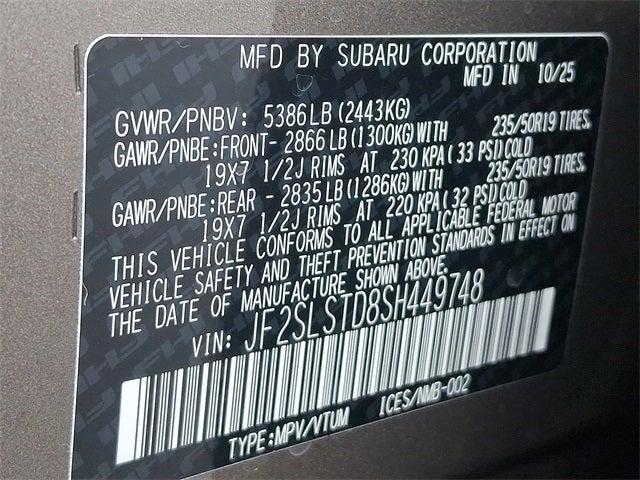 MFD BY SUBARU CORPORATION
MFD IN 10/25
GVWR/PNBV: 5386LB(2443KG)
GAWR/PNBE:FRONT- 2866LB(1300KG)WITH 235/50R19 TIRES,
19X7 1/2J RIMS AT 230 KPA(33 PSI)COLD
GAWR/PNBE:REAR - 2835LB(1286KG)WITH 235/50R19 TIRES,
19X7 1/2J RIMS AT 220 KPA(32 PSI)COLD
THIS VEHICLE CONFORMS TO ALL APPLICABLE FEDERAL MOTOR
VEHICLE SAFETY AND THEFT PREVENTION STANDARDS IN EFFECT ON
THE DATE OF MANUFACTURE SHOWN ABOVE.
VIN: JF2SLSTD8SH449748
TYPE:MPV/VTUM ICES/NMB-002